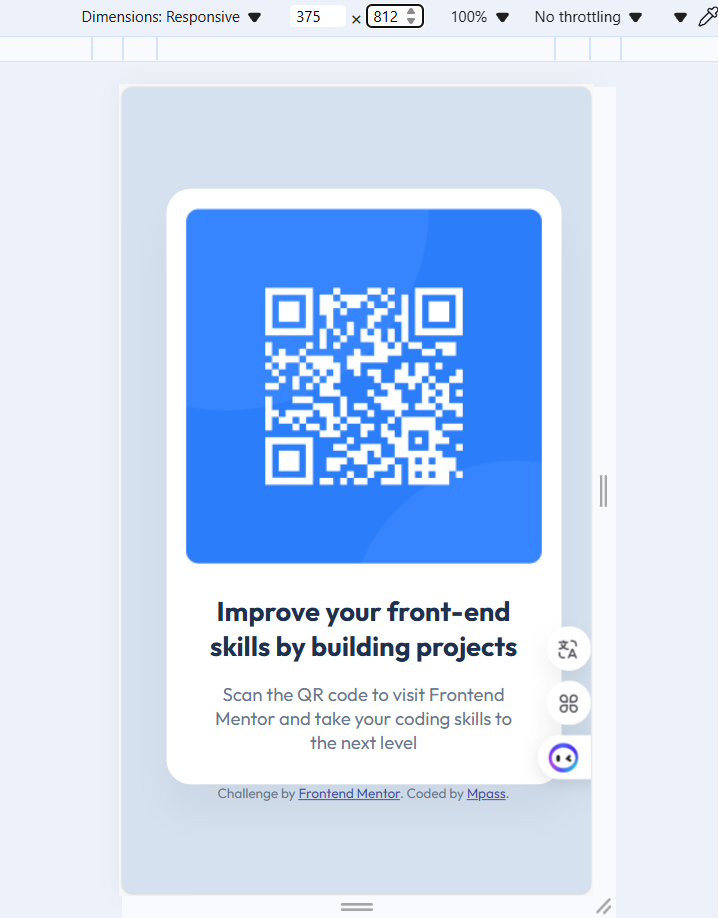 Dimensions: Responsive 375 × 812 100% No throttling
Improve your front-end
skills by building projects
Scan the QR code to visit Frontend
Mentor and take your coding skills to
the next level
Challenge by Frontend Mentor. Coded by Mpass.
文A